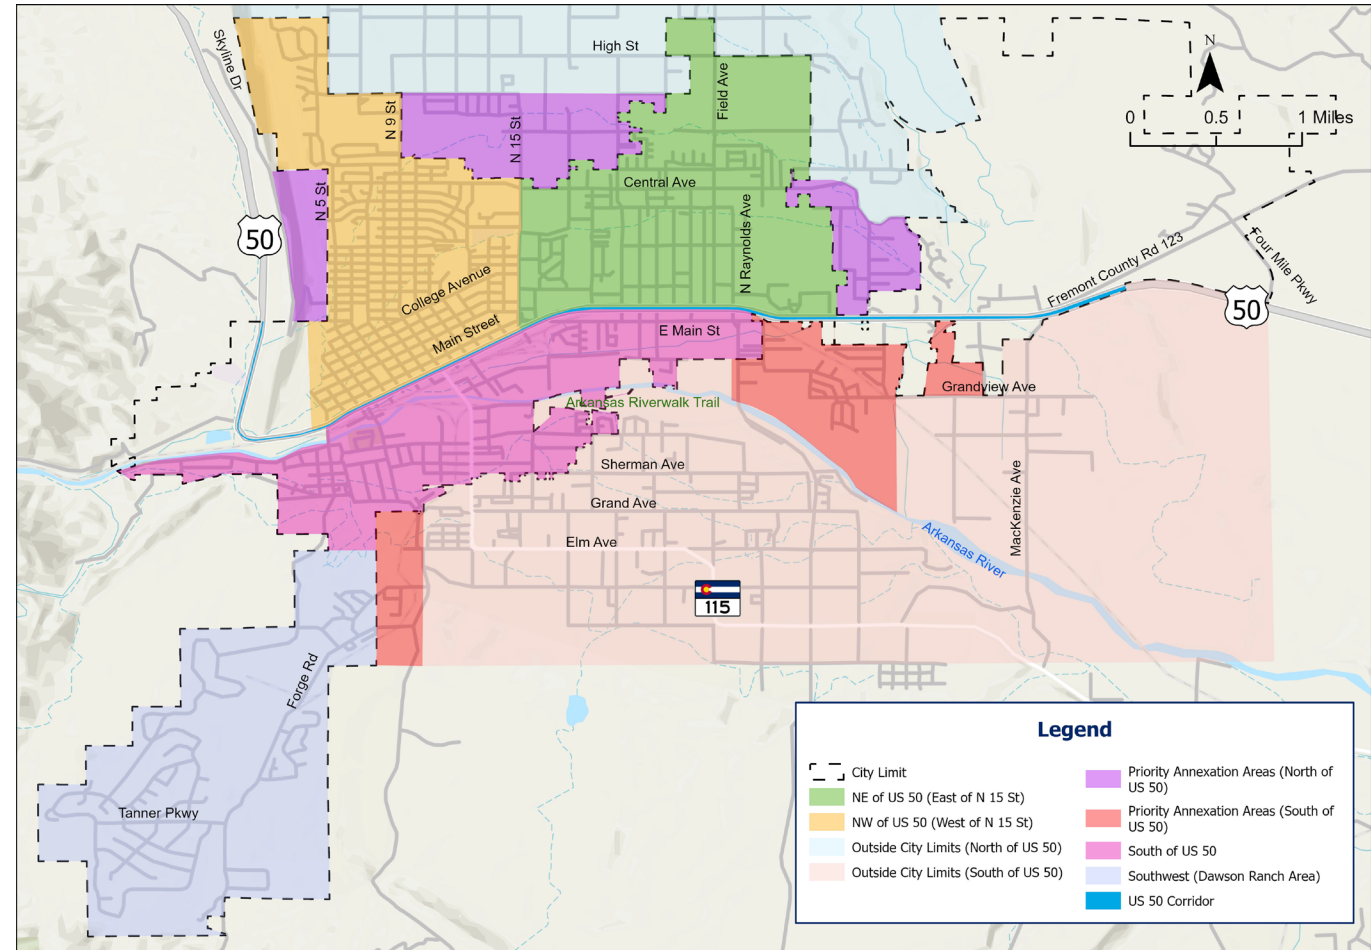 High St
Skyline Dr
Field Ave
N
N 9 St
N 15 St
0 0.5 1 Miles
Central Ave
N 5 St
N Raynolds Ave
50
Fremont County Rd 123
Four Mile Pkwy
College Avenue
50
Main Street
E Main St
Grandview Ave
Arkansas Riverwalk Trail
Sherman Ave
MacKenzie Ave
Grand Ave
Arkansas River
Elm Ave
115
Forge Rd
Tanner Pkwy
Legend
City Limit
NE of US 50 (East of N 15 St)
NW of US 50 (West of N 15 St)
Outside City Limits (North of US 50)
Outside City Limits (South of US 50)
Priority Annexation Areas (North of
US 50)
Priority Annexation Areas (South of
US 50)
South of US 50
Southwest (Dawson Ranch Area)
US 50 Corridor